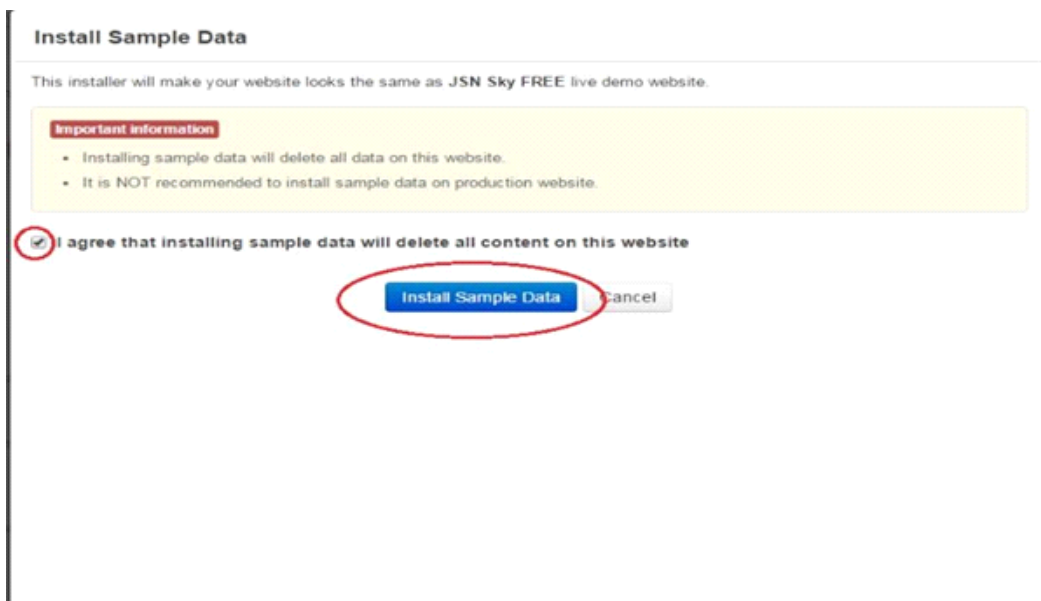 Install Sample Data
This installer will make your website looks the same as JSN Sky FREE live demo website.
Important information
• Installing sample data will delete all data on this website.
• It is NOT recommended to install sample data on production website.
I agree that installing sample data will delete all content on this website
Install Sample Data Cancel